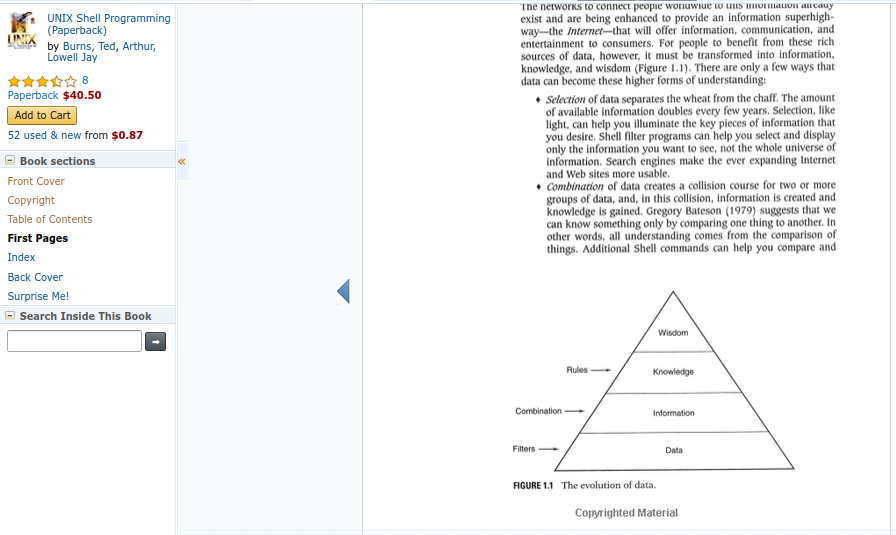 UNIX Shell Programming
(Paperback)
by Burns, Ted, Arthur,
Lowell Jay
8
Paperback $40.50
Add to Cart
52 used & new from $0.87
Book sections
Front Cover
Copyright
Table of Contents
First Pages
Index
Back Cover
Surprise Me!
Search Inside This Book
«
The networks to connect people worldwide to this information already
exist and are being enhanced to provide an information superhigh-
way—the Internet—that will offer information, communication, and
entertainment to consumers. For people to benefit from these rich
sources of data, however, it must be transformed into information,
knowledge, and wisdom (Figure 1.1). There are only a few ways that
data can become these higher forms of understanding:
♦ Selection of data separates the wheat from the chaff. The amount
of available information doubles every few years. Selection, like
light, can help you illuminate the key pieces of information that
you desire. Shell filter programs can help you select and display
only the information you want to see, not the whole universe of
information. Search engines make the ever expanding Internet
and Web sites more usable.
♦ Combination of data creates a collision course for two or more
groups of data, and, in this collision, information is created and
knowledge is gained. Gregory Bateson (1979) suggests that we
can know something only by comparing one thing to another. In
other words, all understanding comes from the comparison of
things. Additional Shell commands can help you compare and
Wisdom
Rules
Knowledge
Combination
Information
Filters
Data
FIGURE 1.1 The evolution of data.
Copyrighted Material